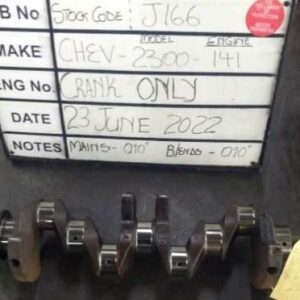 B No STOCK CODE J166
MAKE MODEL ENGINE
CHEV-2300-141
ENG No. CRANK ONLY
DATE 23 JUNE 2022
NOTES MAINS-.010" B/ENDS-.010"